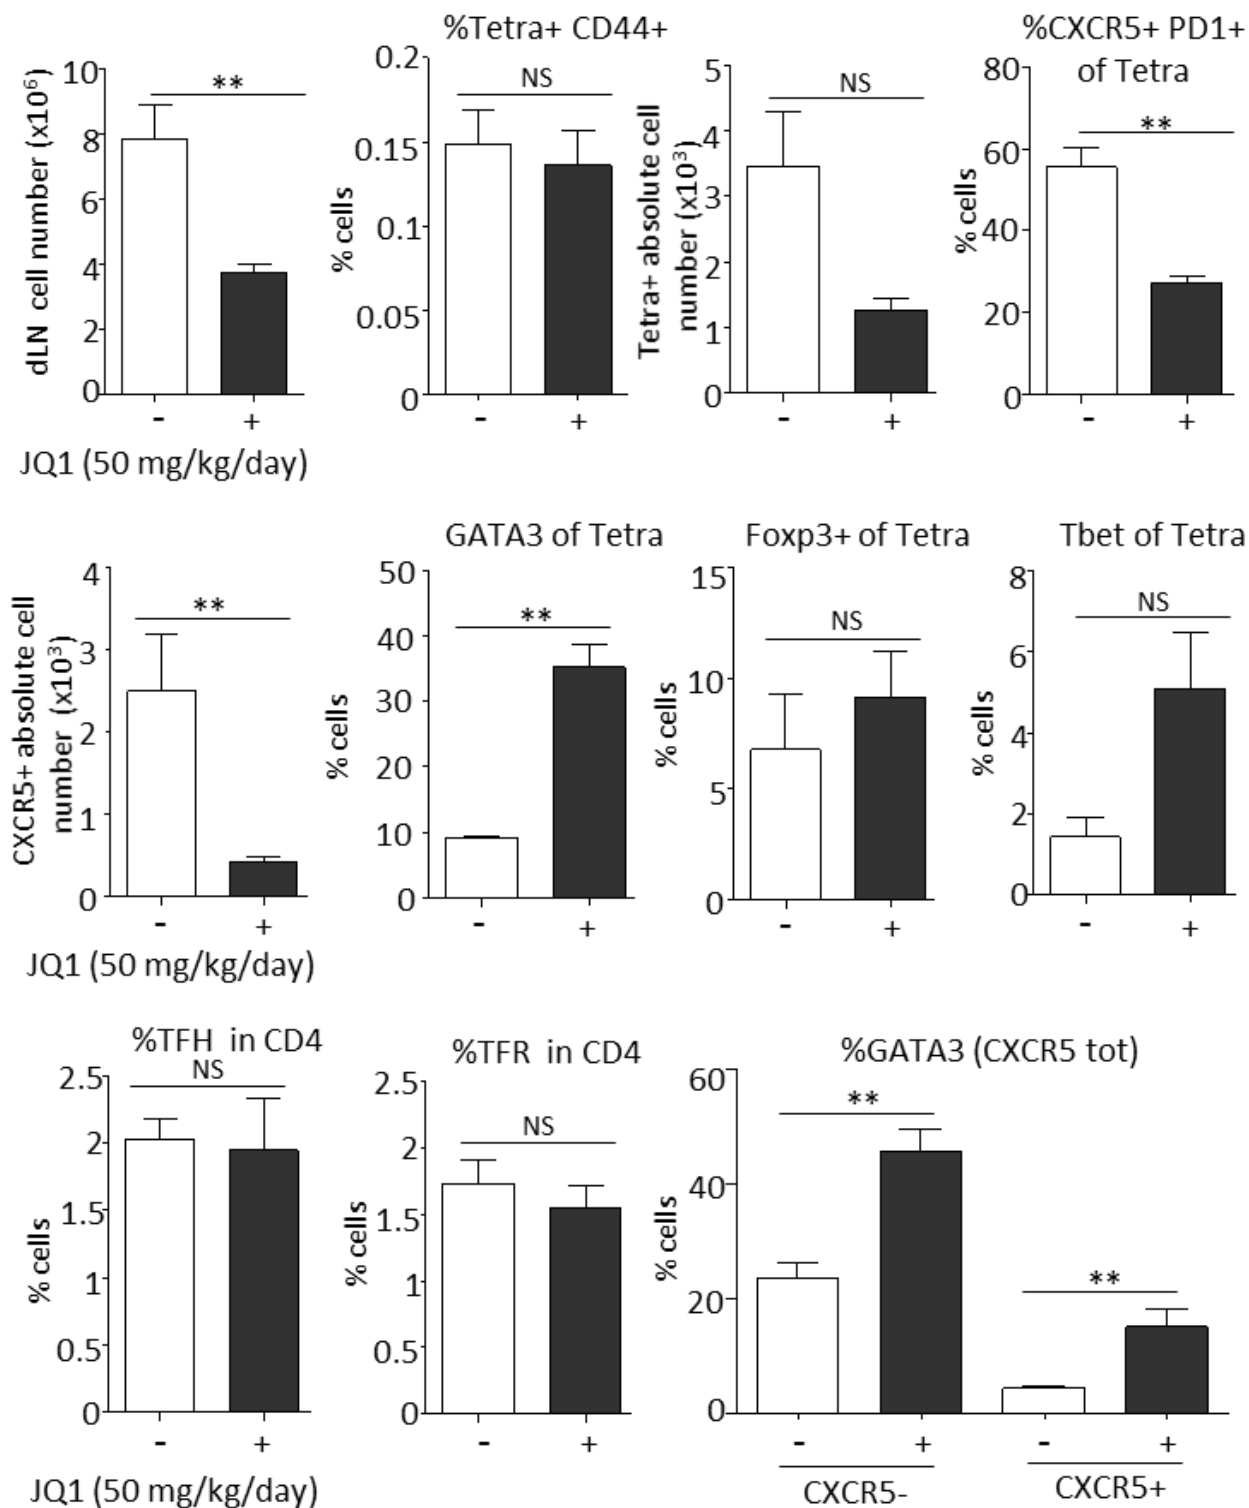 dLN cell number (x10⁶)
10
8
6
4
2
0
**
-
+
JQ1 (50 mg/kg/day)
%Tetra+ CD44+
% cells
0.2
0.15
0.1
0.05
0
NS
-
+
Tetra+ absolute cell
number (x10³)
5
4
3
2
1
0
NS
-
+
%CXCR5+ PD1+
of Tetra
% cells
80
60
40
20
0
**
-
+
CXCR5+ absolute cell
number (x10³)
4
3
2
1
0
**
-
+
JQ1 (50 mg/kg/day)
GATA3 of Tetra
% cells
50
40
30
20
10
0
**
-
+
Foxp3+ of Tetra
% cells
15
10
5
0
NS
-
+
Tbet of Tetra
% cells
8
6
4
2
0
NS
-
+
%TFH in CD4
% cells
2.5
2
1.5
1
0.5
0
NS
-
+
JQ1 (50 mg/kg/day)
%TFR in CD4
% cells
2.5
2
1.5
1
0.5
0
NS
-
+
%GATA3 (CXCR5 tot)
% cells
60
40
20
0
**
**
-
+
-
+
CXCR5-
CXCR5+